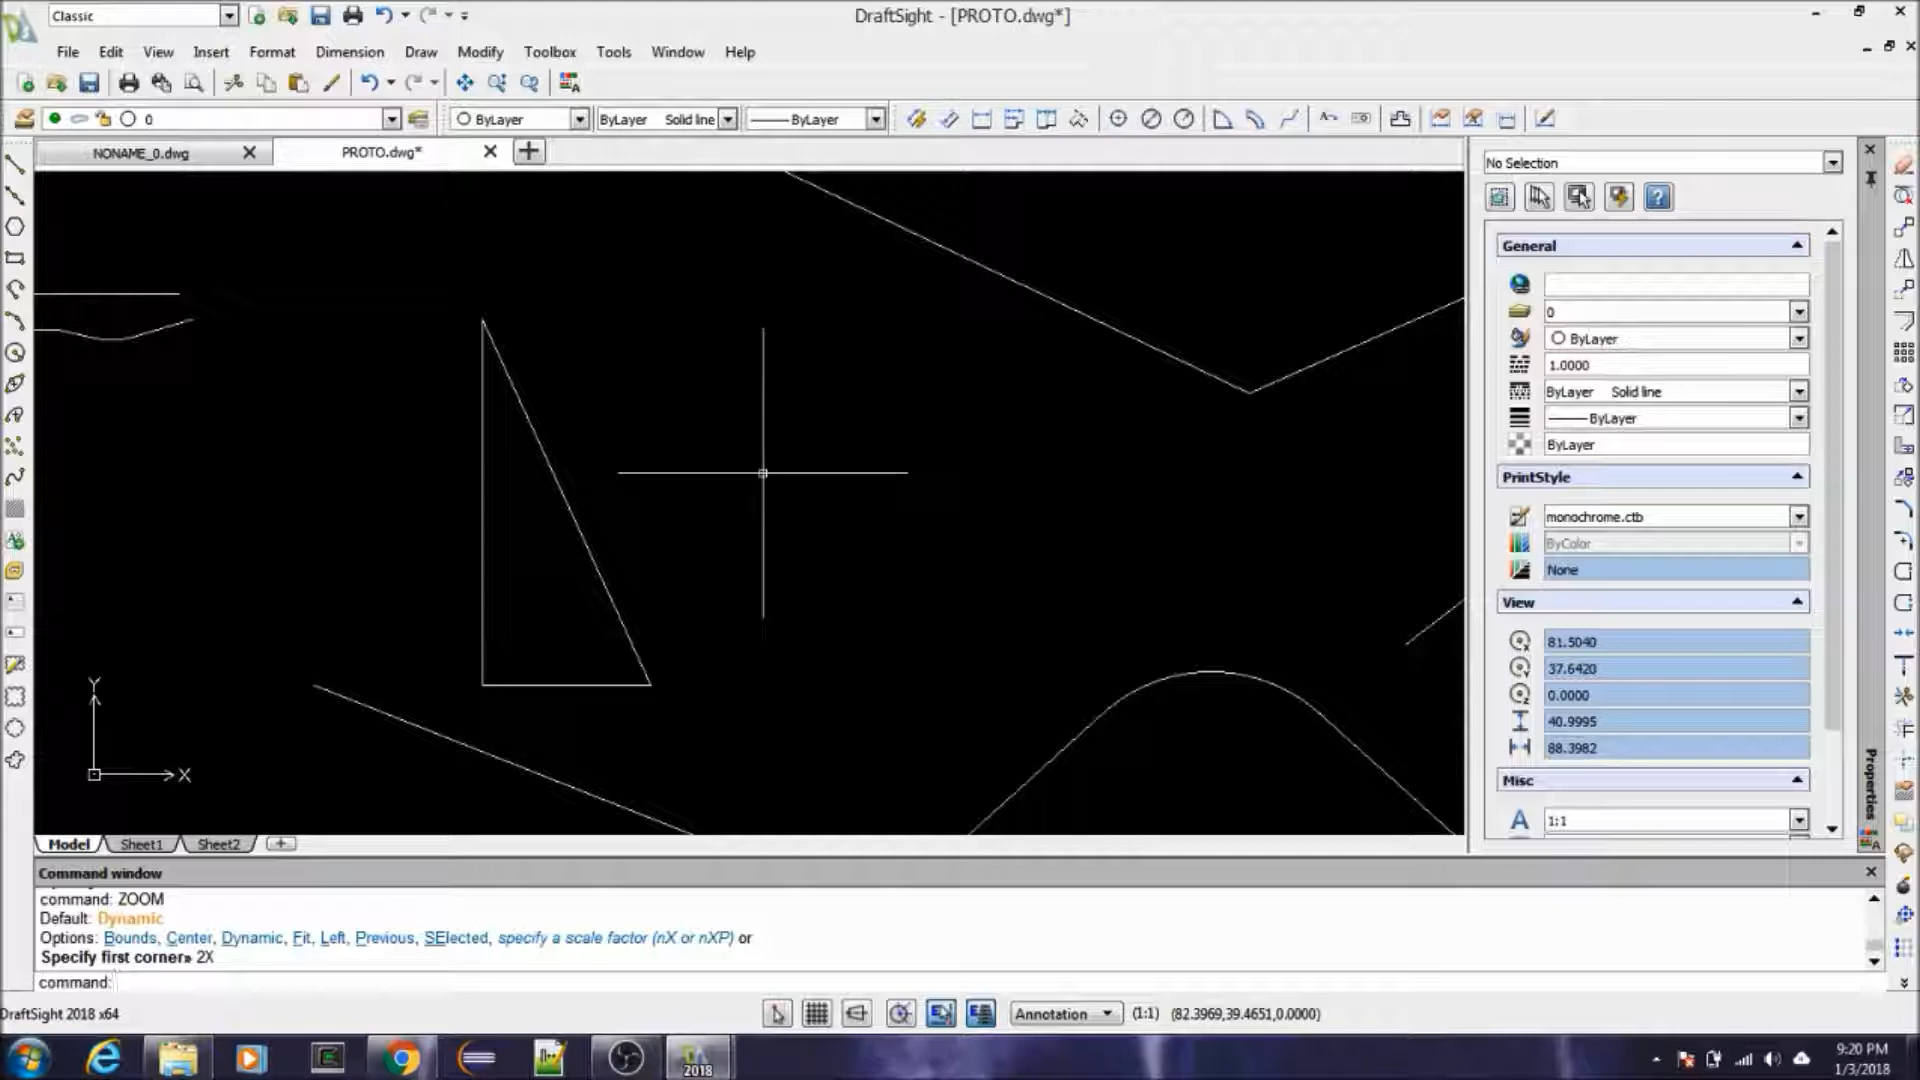 Classic
DraftSight - [PROTO.dwg*]
File Edit View Insert Format Dimension Draw Modify Toolbox Tools Window Help
0 ByLayer ByLayer Solid line ByLayer
NONAME_0.dwg PROTO.dwg*
No Selection
General
0
ByLayer
1.0000
ByLayer Solid line
ByLayer
ByLayer
PrintStyle
monochrome.ctb
ByColor
None
View
81.5040
37.6420
0.0000
40.9995
88.3982
Misc
1:1
Properties
Y
X
Model Sheet1 Sheet2
Command window
command: ZOOM
Default: Dynamic
Options: Bounds, Center, Dynamic, Fit, Left, Previous, SElected, specify a scale factor (nX or nXP) or
Specify first corner» 2X
command:
DraftSight 2018 x64
Annotation (1:1) (82.3969,39.4651,0.0000)
2018
9:20 PM
1/3/2018